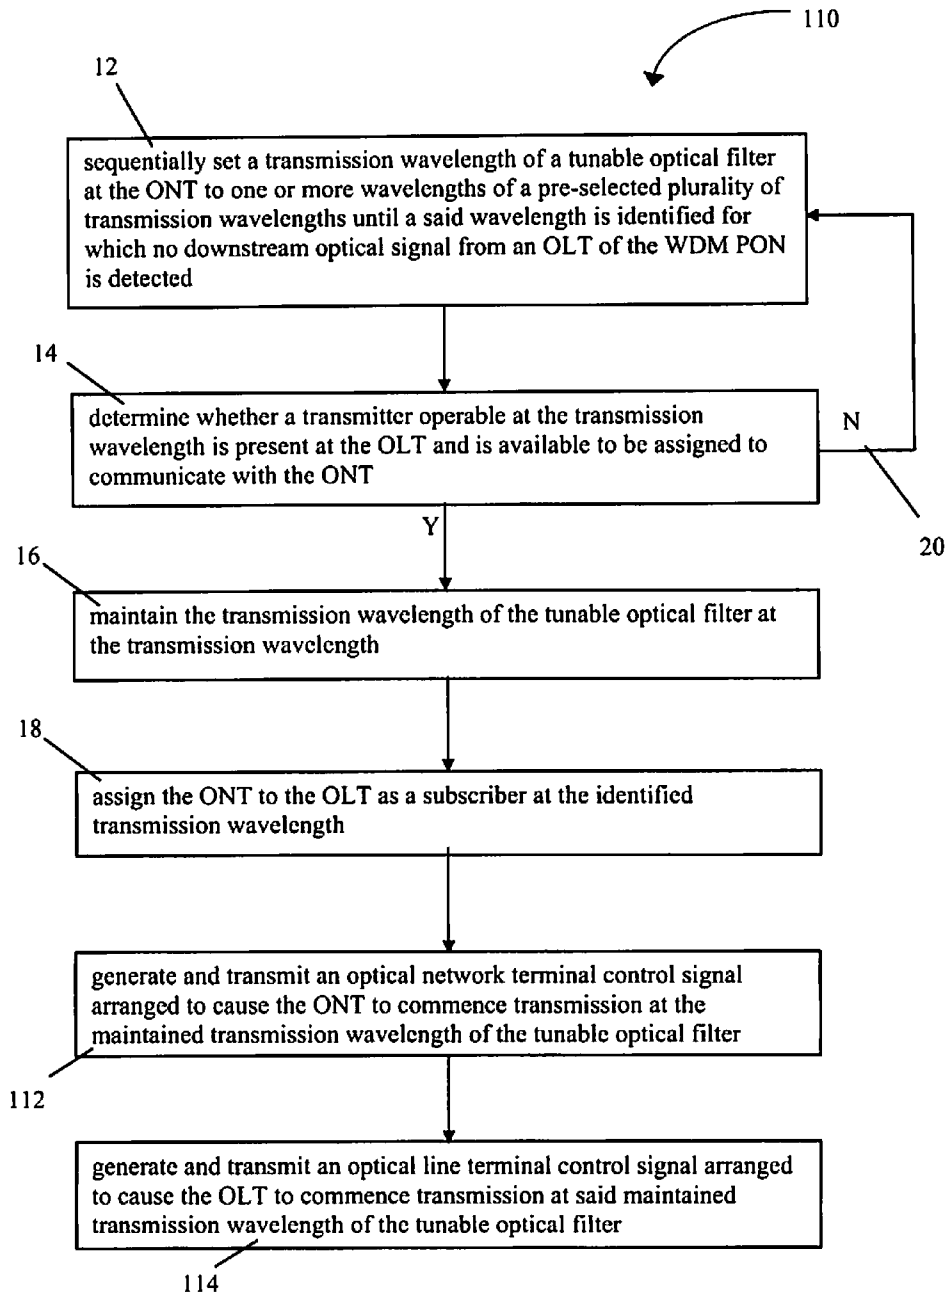 110
12
sequentially set a transmission wavelength of a tunable optical filter
at the ONT to one or more wavelengths of a pre-selected plurality of
transmission wavelengths until a said wavelength is identified for
which no downstream optical signal from an OLT of the WDM PON
is detected
14
determine whether a transmitter operable at the transmission
wavelength is present at the OLT and is available to be assigned to
communicate with the ONT
N
20
Y
16
maintain the transmission wavelength of the tunable optical filter at
the transmission wavelength
18
assign the ONT to the OLT as a subscriber at the identified
transmission wavelength
generate and transmit an optical network terminal control signal
arranged to cause the ONT to commence transmission at the
maintained transmission wavelength of the tunable optical filter
112
generate and transmit an optical line terminal control signal arranged
to cause the OLT to commence transmission at said maintained
transmission wavelength of the tunable optical filter
114